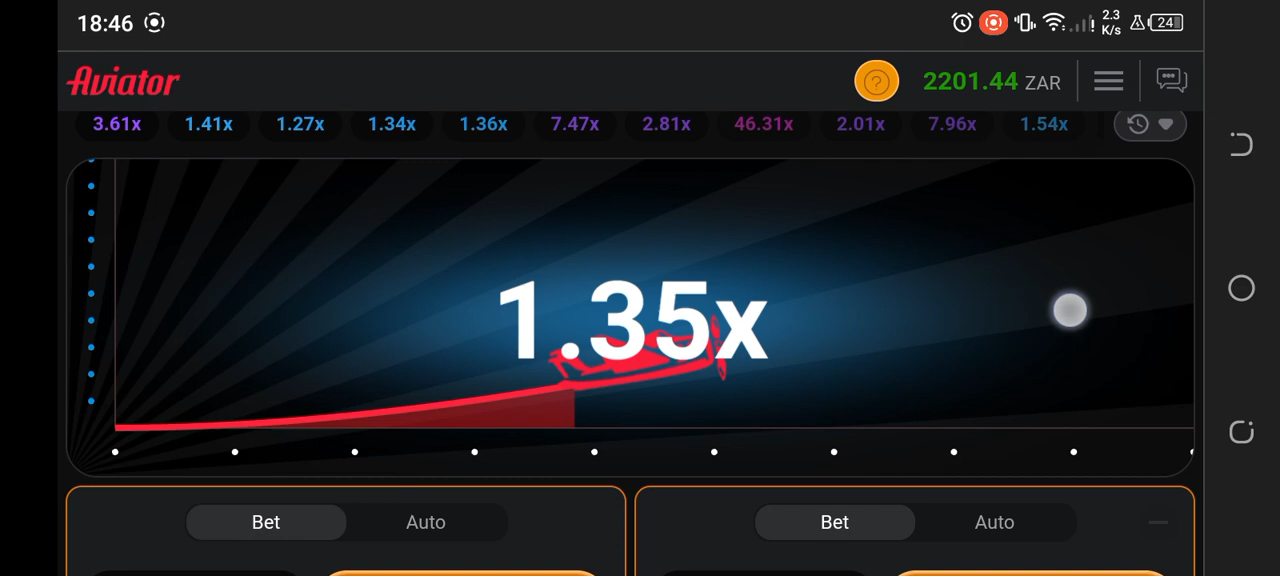 18:46 2.3 K/s 24
Aviator ? 2201.44 ZAR
3.61x 1.41x 1.27x 1.34x 1.36x 7.47x 2.81x 46.31x 2.01x 7.96x 1.54x
1.35x
Bet Auto Bet Auto